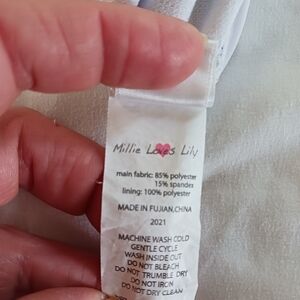 Millie Loves Lily
main fabric: 85% polyester
15% spandex
lining: 100% polyester
MADE IN FUJIAN,CHINA
2021
MACHINE WASH COLD
GENTLE CYCLE
WASH INSIDE OUT
DO NOT BLEACH
DO NOT TRUMBLE DRY
DO NOT IRON
DO NOT DRY CLEAN